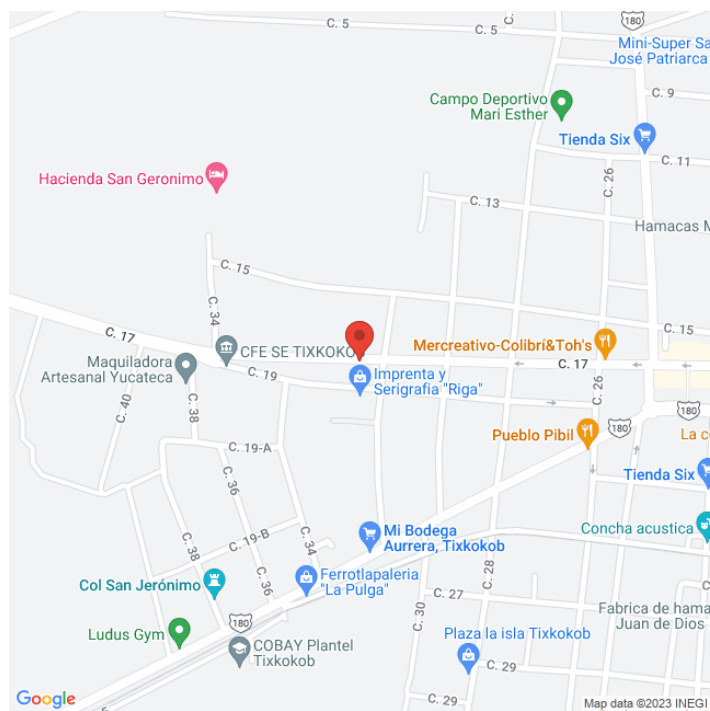 C. 5
C. 5
180
Mini-Super Sa
José Patriarca
Campo Deportivo
Mari Esther
C. 9
Tienda Six
C. 11
Hacienda San Geronimo
C. 26
C. 13
Hamacas M
C. 15
C. 34
C. 15
C. 17
CFE SE TIXKOKOB
Mercreativo-Colibrí&Toh's
C. 17
Maquiladora
Artesanal Yucateca
C. 19
Imprenta y
Serigrafia "Riga"
C. 26
C. 40
C. 38
180
180
Pueblo Pibil
La c
C. 19-A
C. 36
Tienda Six
Mi Bodega
Aurrera, Tixkokob
Concha acustica
C. 19-B
C. 38
C. 34
C. 36
Col San Jerónimo
Ferrotlapaleria
"La Pulga"
C. 28
C. 27
C. 30
Fabrica de hama
Juan de Dios
180
Ludus Gym
COBAY Plantel
Tixkokob
Plaza la isla Tixkokob
C. 29
C. 29
Google
Map data ©2023 INEGI